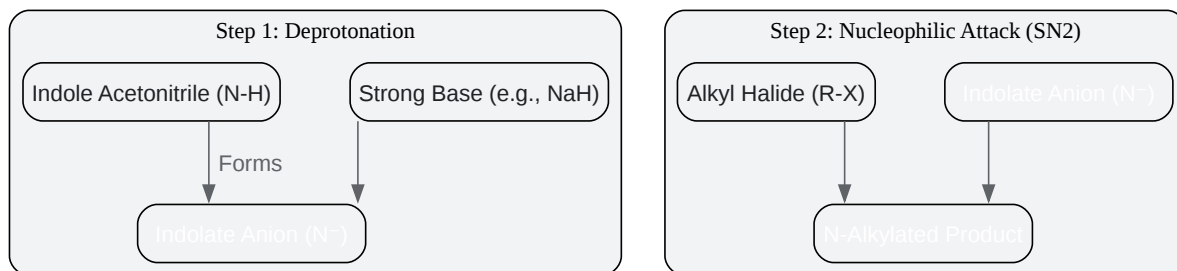 Step 1: Deprotonation
Indole Acetonitrile (N-H)
Strong Base (e.g., NaH)
Forms
Indolate Anion (N⁻)
Step 2: Nucleophilic Attack (SN2)
Alkyl Halide (R-X)
Indolate Anion (N⁻)
N-Alkylated Product